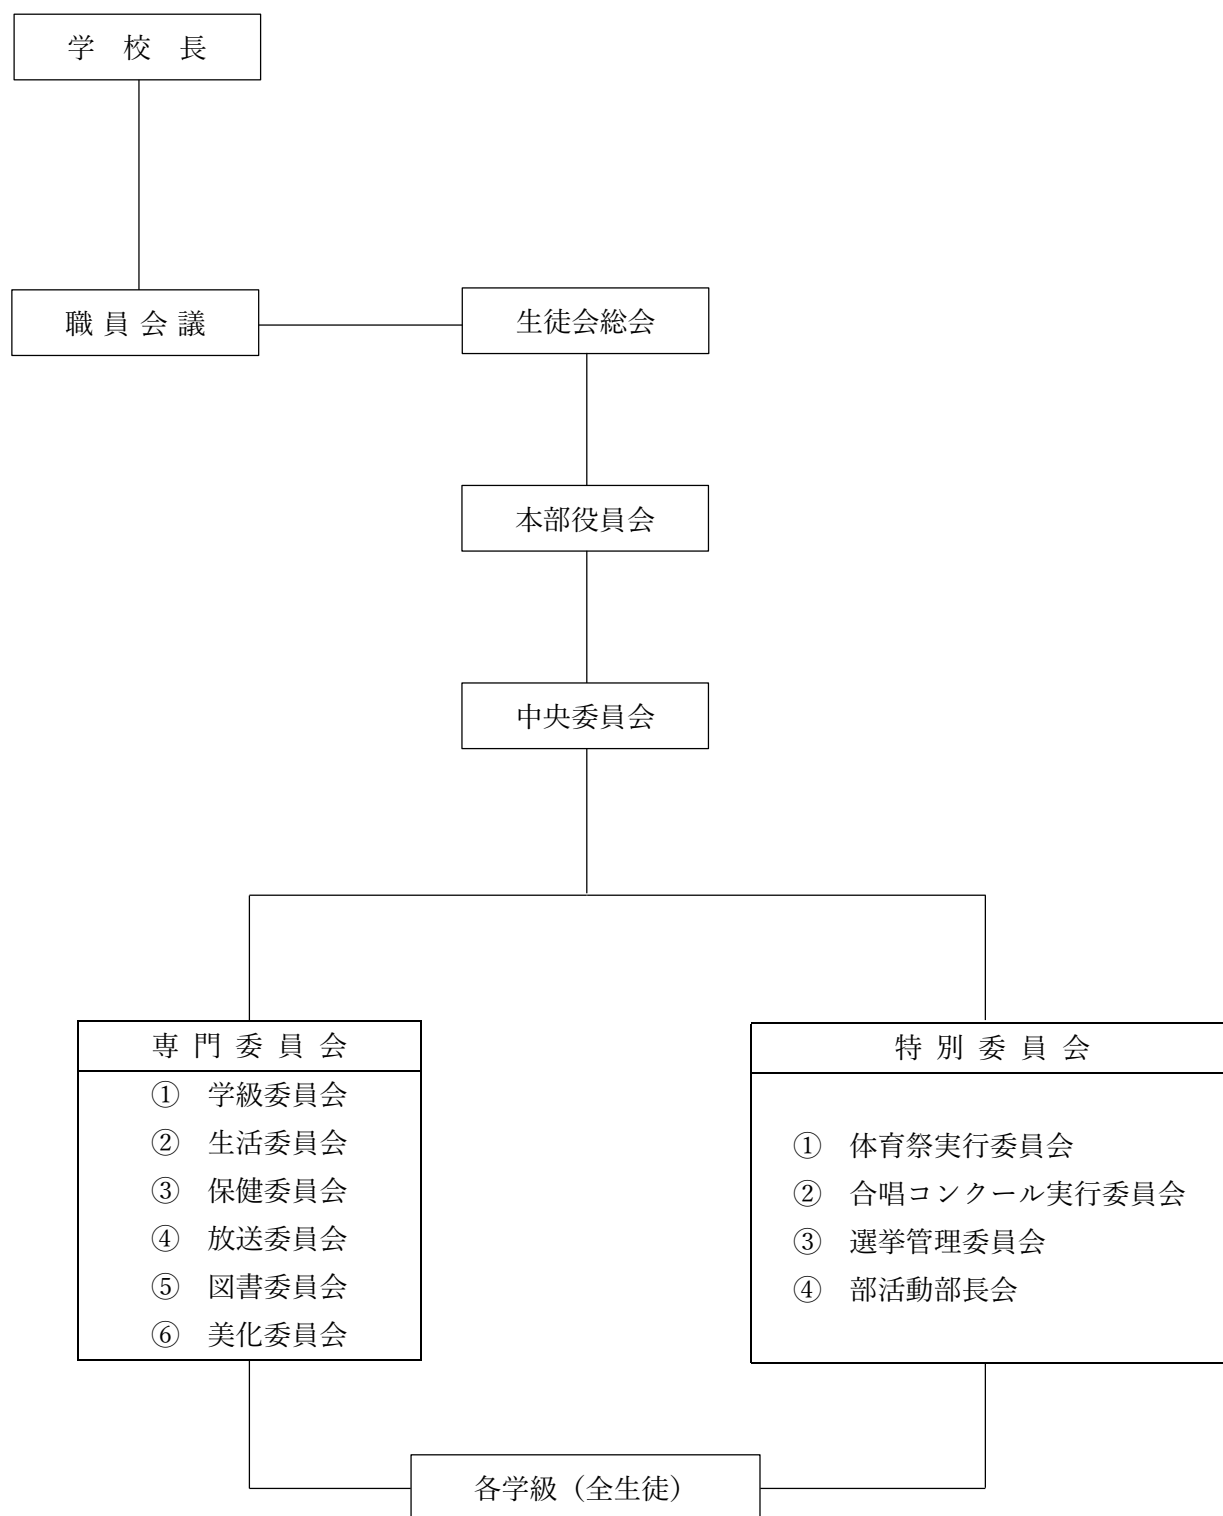 学 校 長
職 員 会 議
生徒会総会
本部役員会
中央委員会
専 門 委 員 会
① 学級委員会
② 生活委員会
③ 保健委員会
④ 放送委員会
⑤ 図書委員会
⑥ 美化委員会
特 別 委 員 会
① 体育祭実行委員会
② 合唱コンクール実行委員会
③ 選挙管理委員会
④ 部活動部長会
各学級（全生徒）